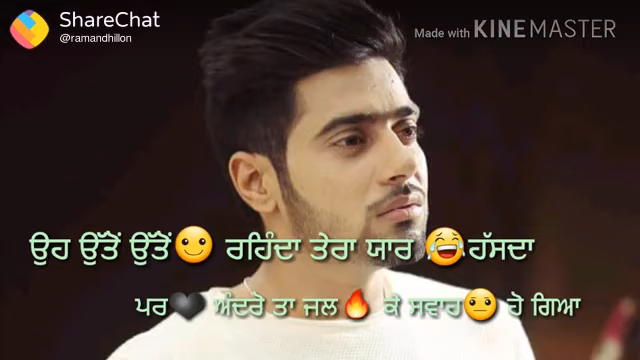 ShareChat
@ramandhillon
Made with KINEMASTER
ਉਹ ਉੱਤੋਂ ਉੱਤੋਂ🙂 ਰਹਿੰਦਾ ਤੇਰਾ ਯਾਰ 😂ਹੱਸਦਾ
ਪਰ🖤 ਅੰਦਰੋ ਤਾ ਜਲ🔥 ਕੇ ਸਵਾਹ😐 ਹੋ ਗਿਆ